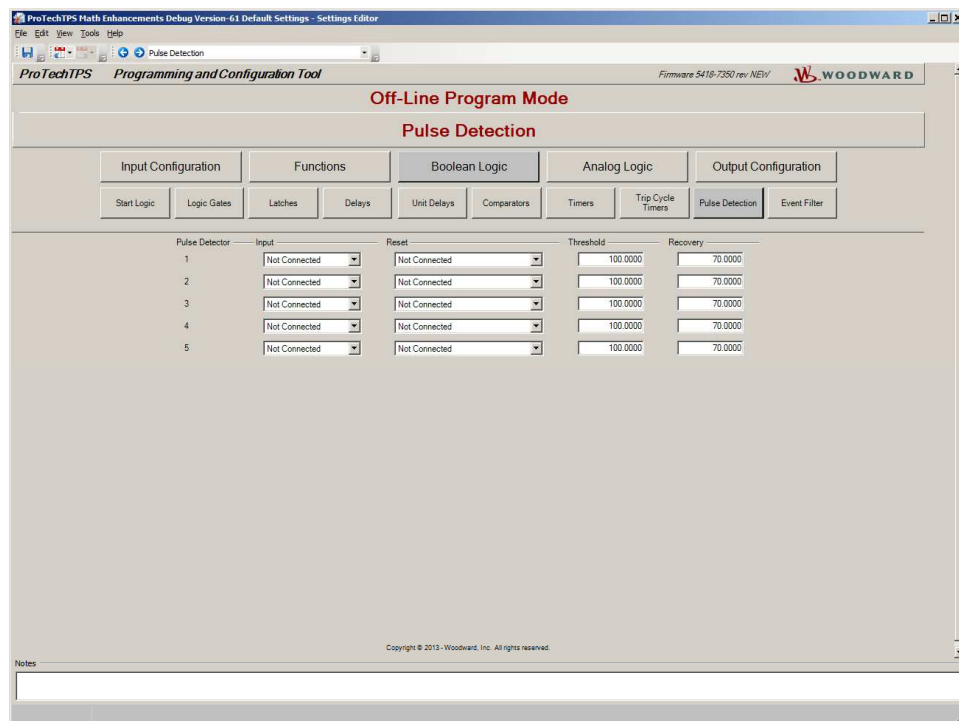 ProTechTPS Math Enhancements Debug Version-61 Default Settings - Settings Editor
File Edit View Tools Help
Pulse Detection
ProTechTPS Programming and Configuration Tool Firmware 5418-7350 rev NEW WOODWARD
Off-Line Program Mode
Pulse Detection
Input Configuration Functions Boolean Logic Analog Logic Output Configuration
Start Logic Logic Gates Latches Delays Unit Delays Comparators Timers Trip Cycle Timers Pulse Detection Event Filter
Pulse Detector Input Reset Threshold Recovery
1 Not Connected Not Connected 100.0000 70.0000
2 Not Connected Not Connected 100.0000 70.0000
3 Not Connected Not Connected 100.0000 70.0000
4 Not Connected Not Connected 100.0000 70.0000
5 Not Connected Not Connected 100.0000 70.0000
Copyright © 2013 - Woodward, Inc. All rights reserved.
Notes